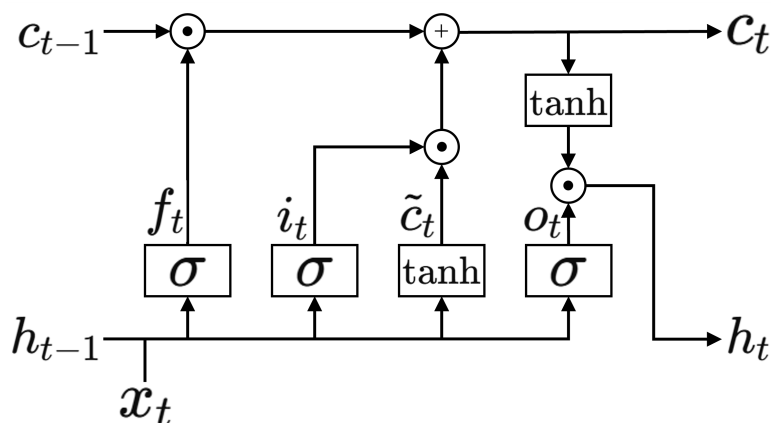 c_{t-1} ⊙ + c_t
tanh
⊙ ⊙
f_t i_t c̃_t o_t
σ σ tanh σ
h_{t-1} h_t
x_t